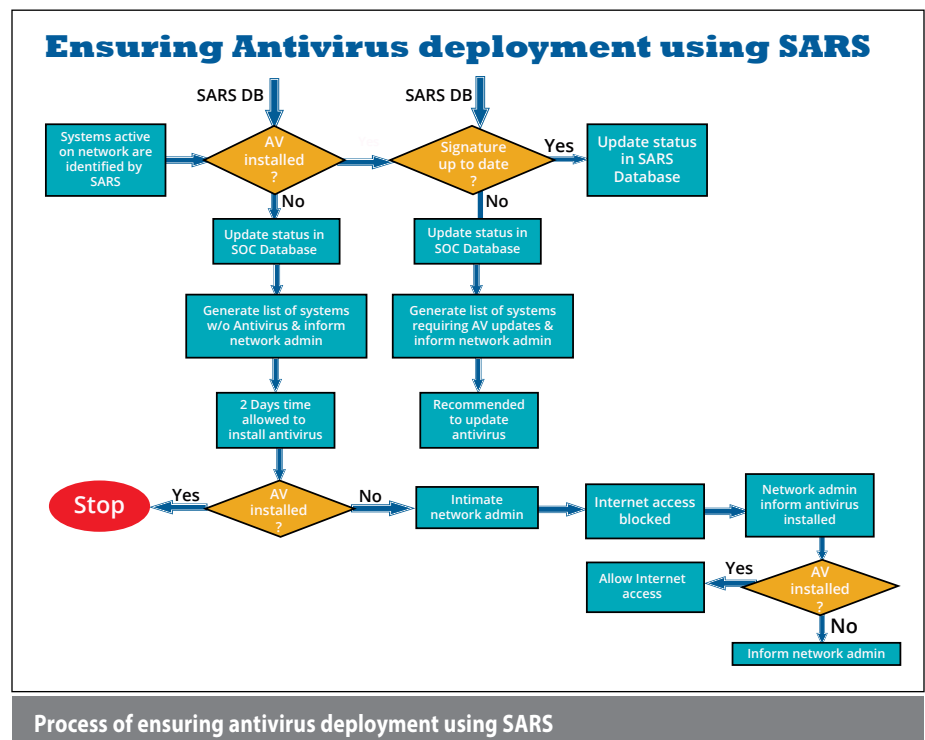 Ensuring Antivirus deployment using SARS
SARS DB
SARS DB
Systems active
on network are
identified by
SARS
AV
installed
?
Signature
up to date
?
Yes
Update status
in SARS
Database
No
No
Update status in
SOC Database
Update status in
SOC Database
Generate list of systems
w/o Antivirus & inform
network admin
Generate list of systems
requiring AV updates &
inform network admin
2 Days time
allowed to
install antivirus
Recommended
to update
antivirus
Stop
Yes
AV
installed
?
No
Intimate
network admin
Internet access
blocked
Network admin
inform antivirus
installed
Allow Internet
access
Yes
AV
installed
?
No
Inform network admin
Process of ensuring antivirus deployment using SARS